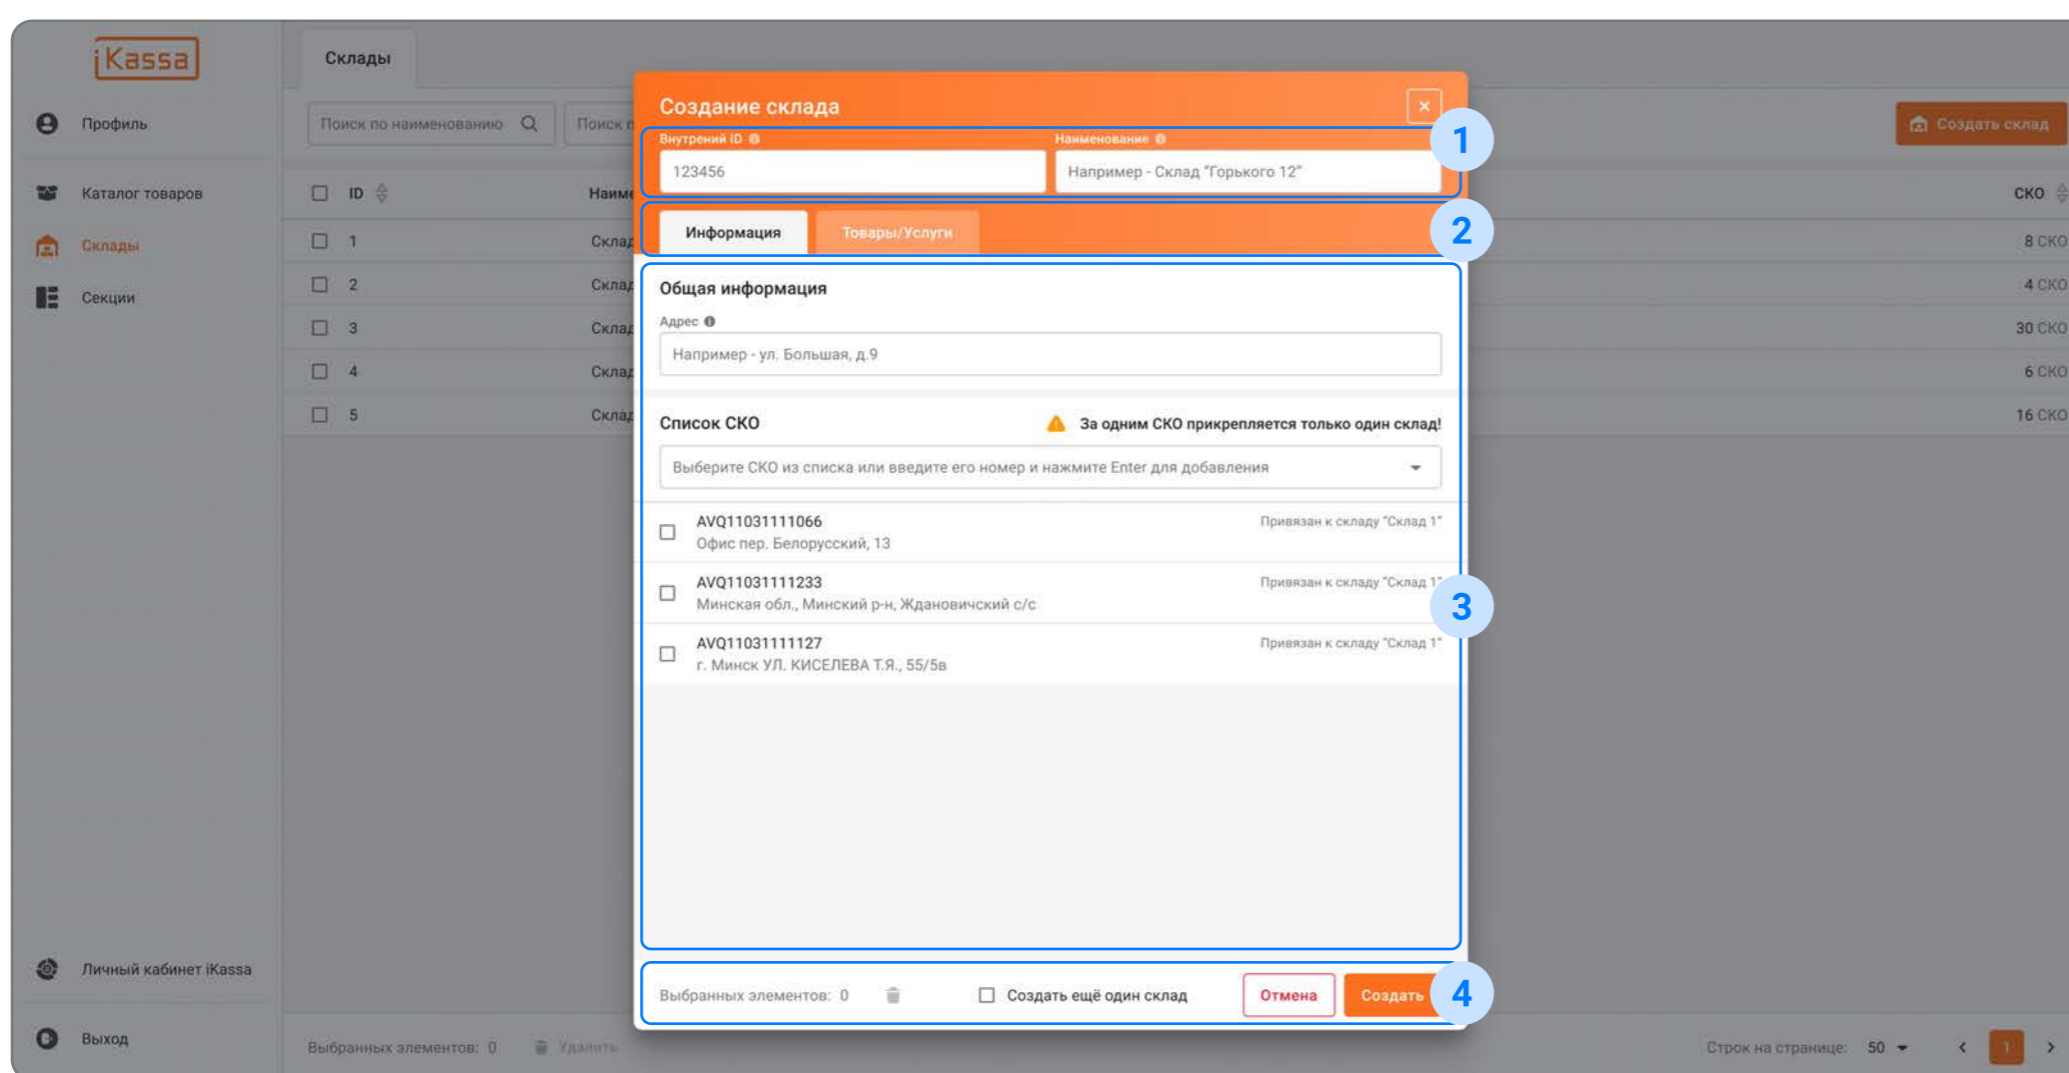 iKassa
Склады
Профиль
Каталог товаров
Склады
Секции
Личный кабинет iKassa
Выход
Поиск по наименованию
Поиск
Создать склад
ID
СКО
1
8 СКО
2
4 СКО
3
30 СКО
4
6 СКО
5
16 СКО
Выбранных элементов: 0
Удалить
Строк на странице: 50
1
Создание склада
Внутрений ID
Наименование
123456
Например - Склад "Горького 12"
1
Информация
Товары/Услуги
2
Общая информация
Адрес
Например - ул. Большая, д.9
Список СКО
За одним СКО прикрепляется только один склад!
Выберите СКО из списка или введите его номер и нажмите Enter для добавления
AVQ11031111066
Привязан к складу "Склад 1"
Офис пер. Белорусский, 13
AVQ11031111233
Привязан к складу "Склад 1"
Минская обл., Минский р-н, Ждановичский с/с
3
AVQ11031111127
Привязан к складу "Склад 1"
г. Минск УЛ. КИСЕЛЕВА Т.Я., 55/5в
Выбранных элементов: 0
Создать ещё один склад
Отмена
Создать
4